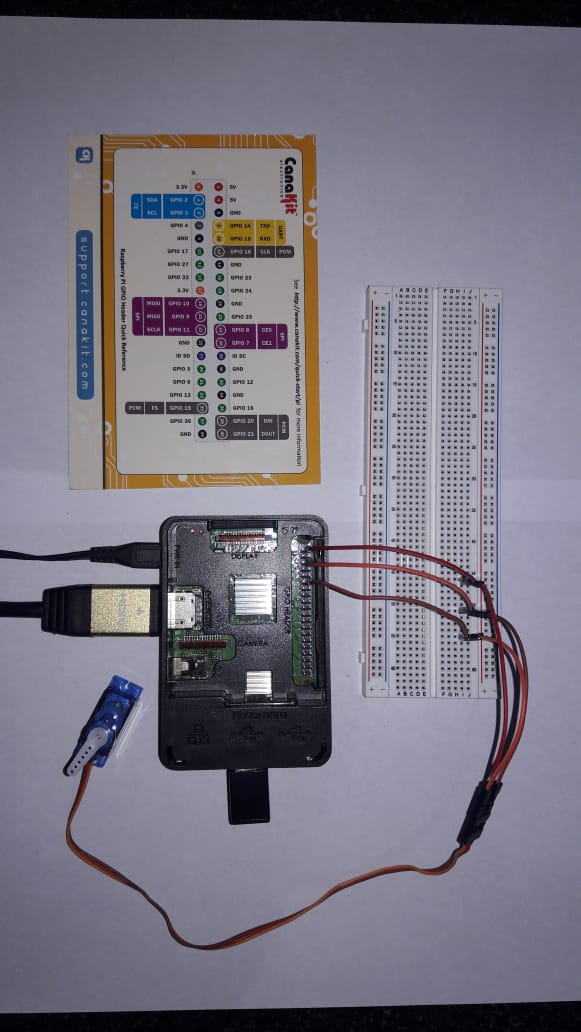 CanaKit
3.3V 5V
I²C SDA GPIO 2 5V
SCL GPIO 3 GND
GPIO 4 GPIO 14 TXD UART
GND GPIO 15 RXD
GPIO 17 GPIO 18 CLK PCM
GPIO 27 GND
GPIO 22 GPIO 23
3.3V GPIO 24
SPI MOSI GPIO 10 GND
MISO GPIO 9 GPIO 25
SCLK GPIO 11 GPIO 8 CE0 SPI
GND GPIO 7 CE1
ID SD ID SC
GPIO 5 GND
GPIO 6 GPIO 12
GPIO 13 GND
PCM FS GPIO 19 GPIO 16
GPIO 26 GPIO 20 DIN PCM
GND GPIO 21 DOUT
See http://www.canakit.com/quick-start/pi for more information
Raspberry Pi GPIO Header Quick Reference
support canakit.com
A B C D E F G H I J
A B C D E F G H I J
PWR IN
DISPLAY
GPIO HEADER
CAMERA